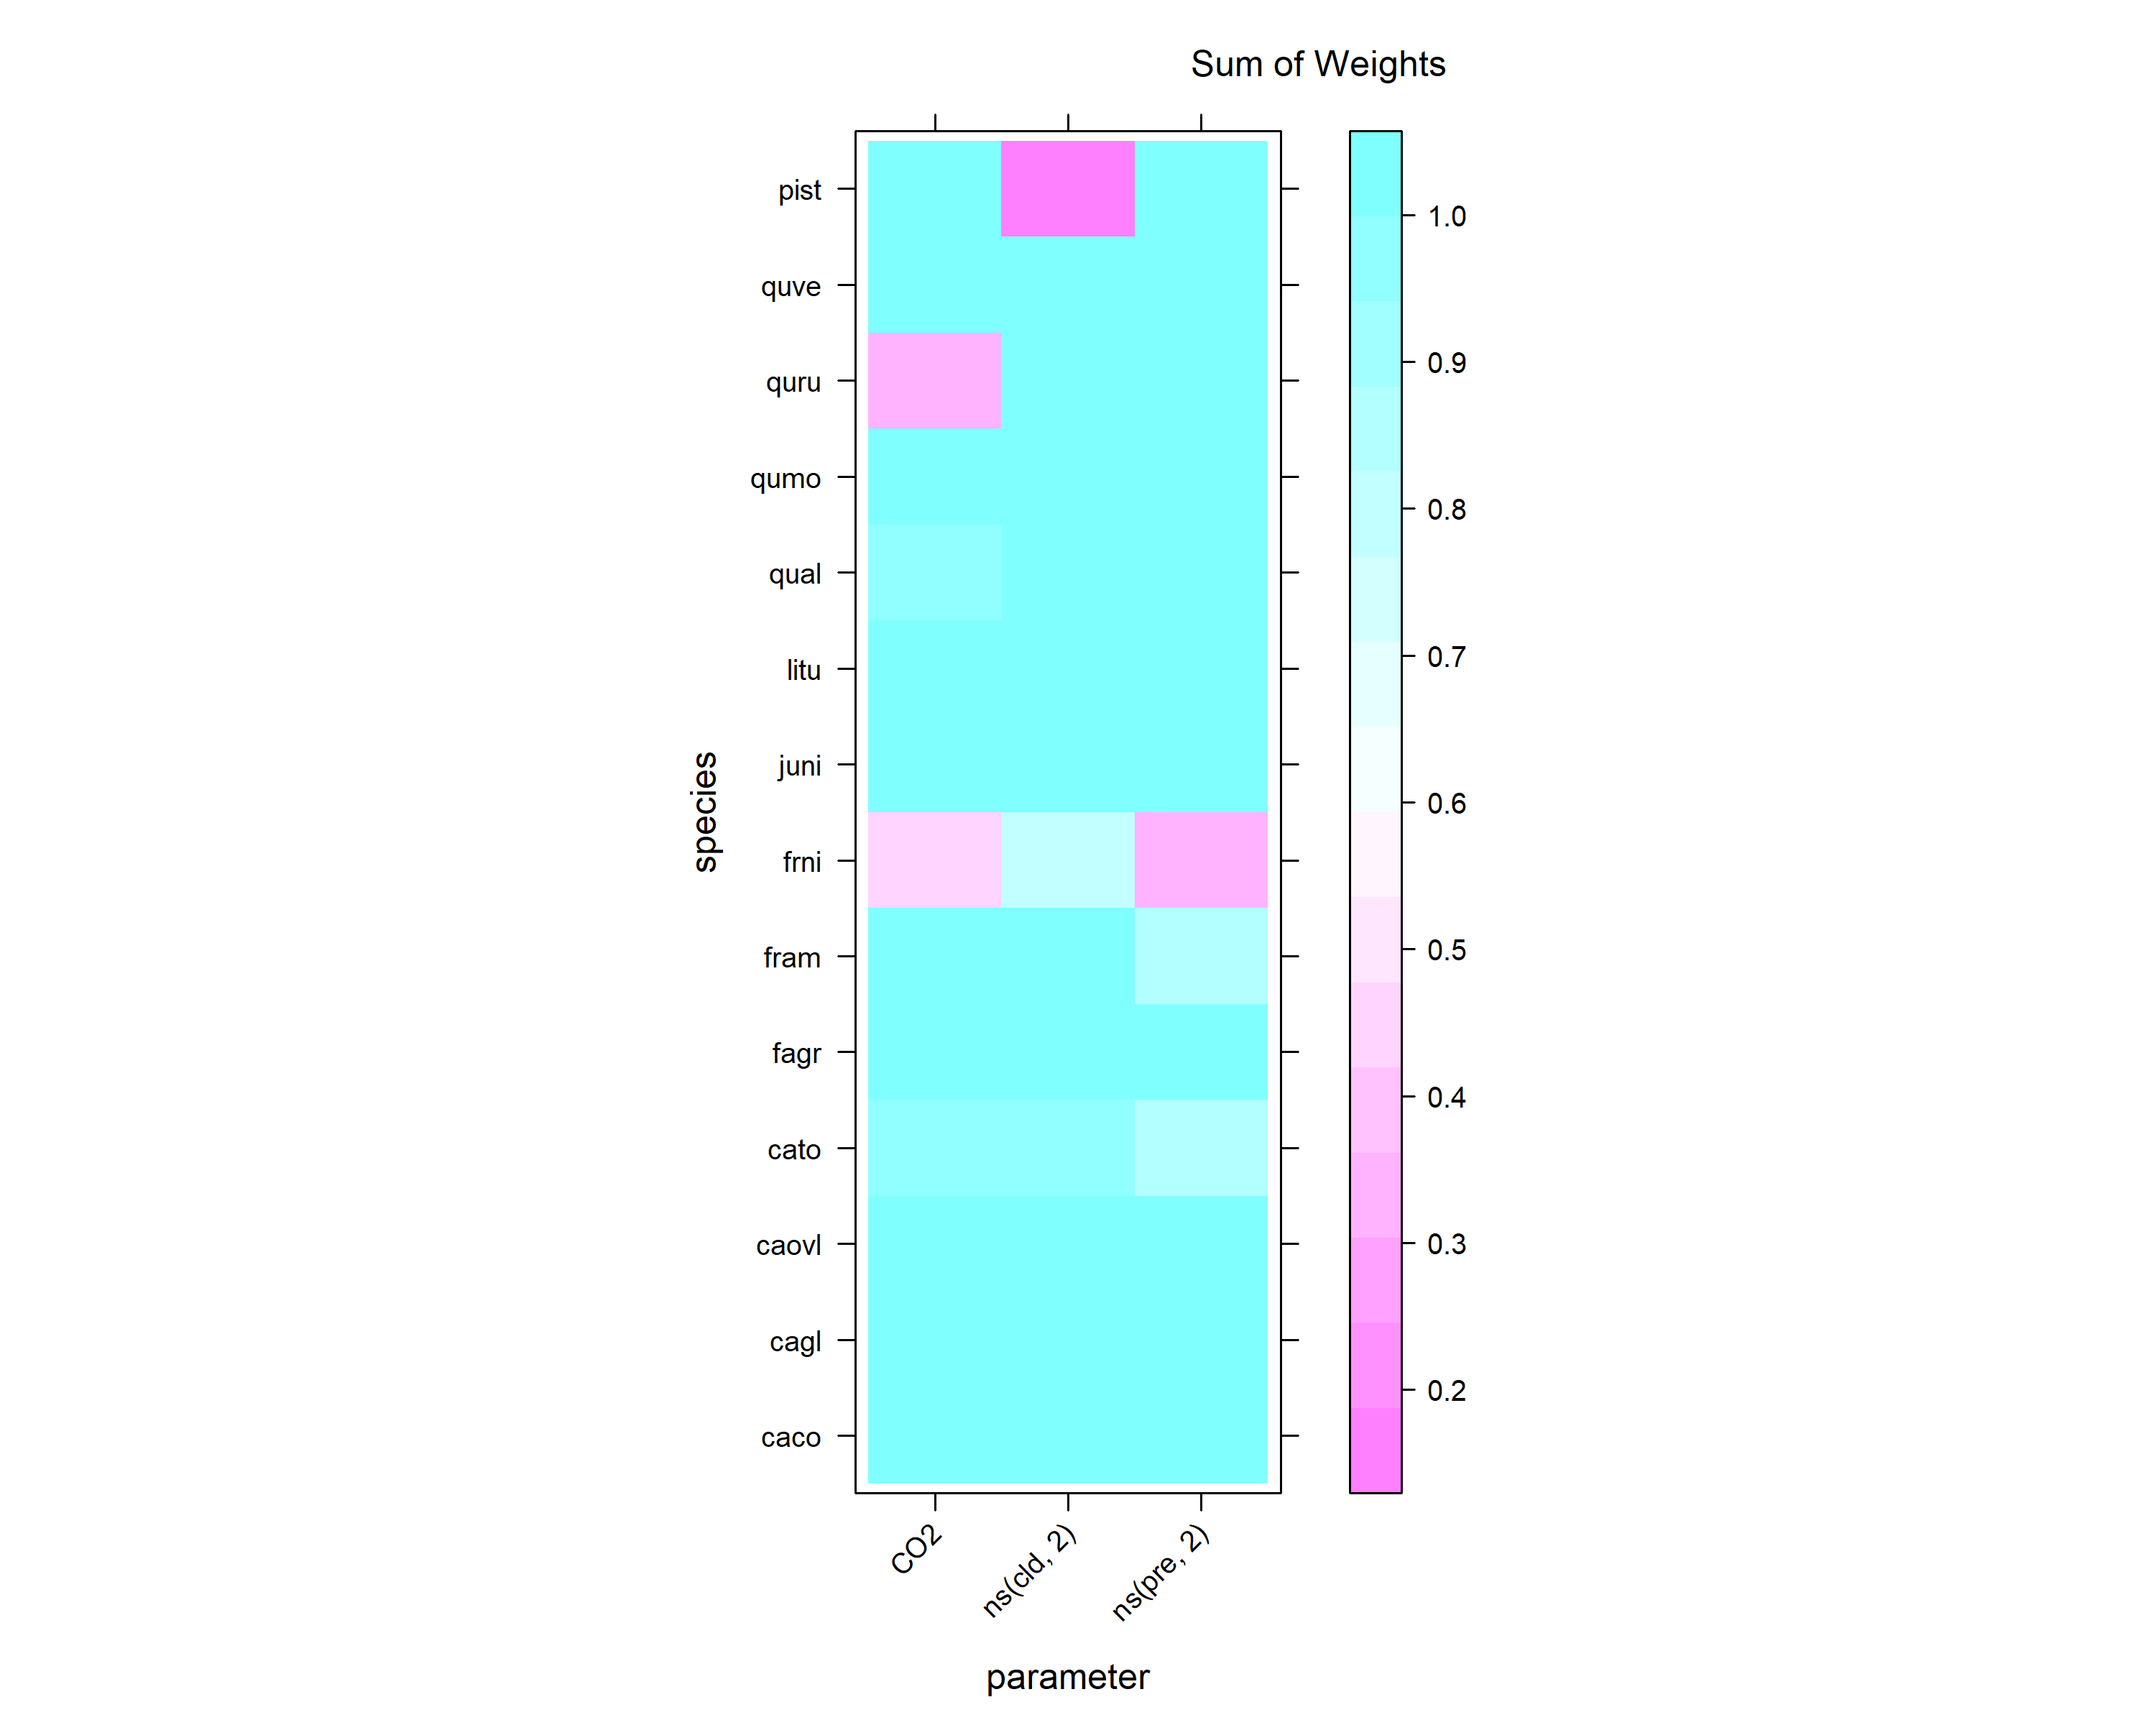 Sum of Weights
pist
quve
quru
qumo
qual
litu
juni
frni
fram
fagr
cato
caovl
cagl
caco
species
CO2
ns(cld, 2)
ns(pre, 2)
parameter
1.0
0.9
0.8
0.7
0.6
0.5
0.4
0.3
0.2